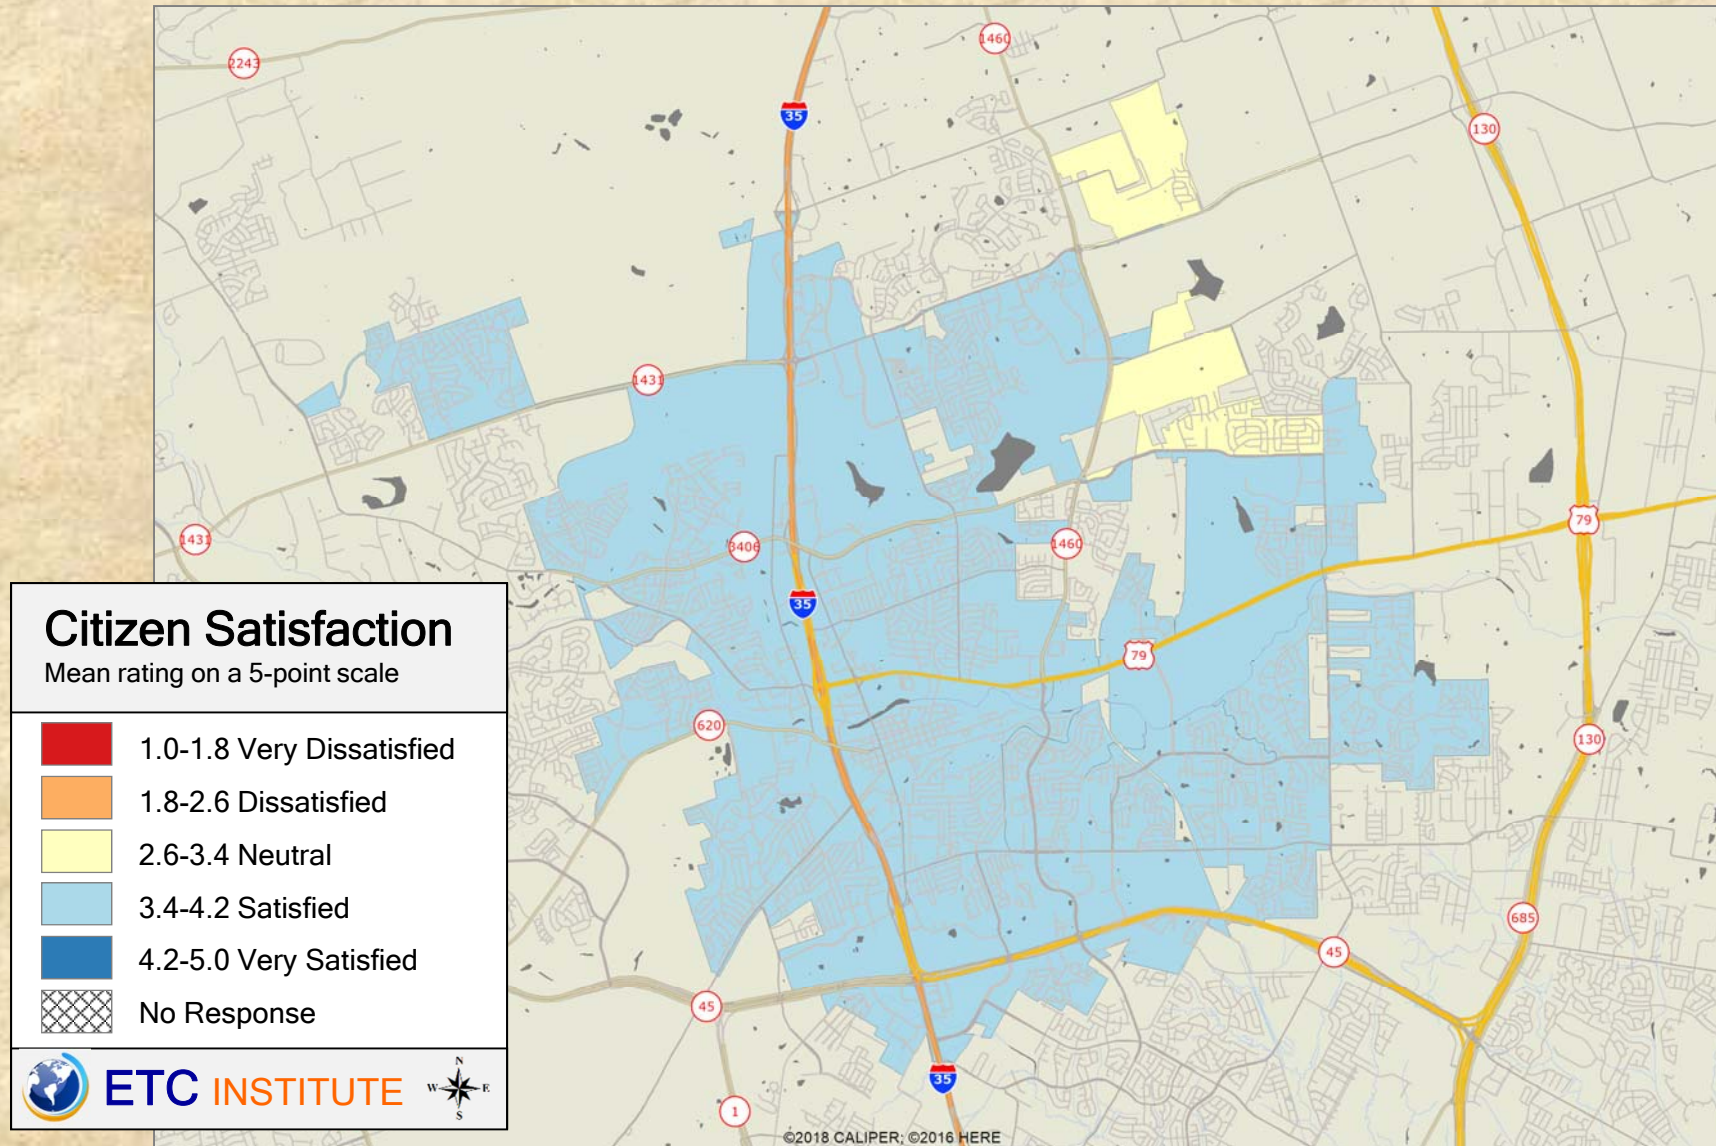 2243
1460
35
130
1431
1431
3406
1460
79
35
79
620
130
685
45
45
35
1
Citizen Satisfaction
Mean rating on a 5-point scale
1.0-1.8 Very Dissatisfied
1.8-2.6 Dissatisfied
2.6-3.4 Neutral
3.4-4.2 Satisfied
4.2-5.0 Very Satisfied
No Response
ETC INSTITUTE
N
W E
S
©2018 CALIPER; ©2016 HERE